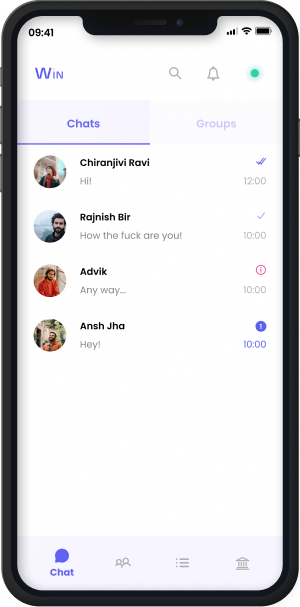 09:41
WiN
Chats
Groups
Chiranjivi Ravi
Hi!
12:00
Rajnish Bir
How the fuck are you!
10:00
Advik
Any way...
10:00
Ansh Jha
1
Hey!
10:00
Chat